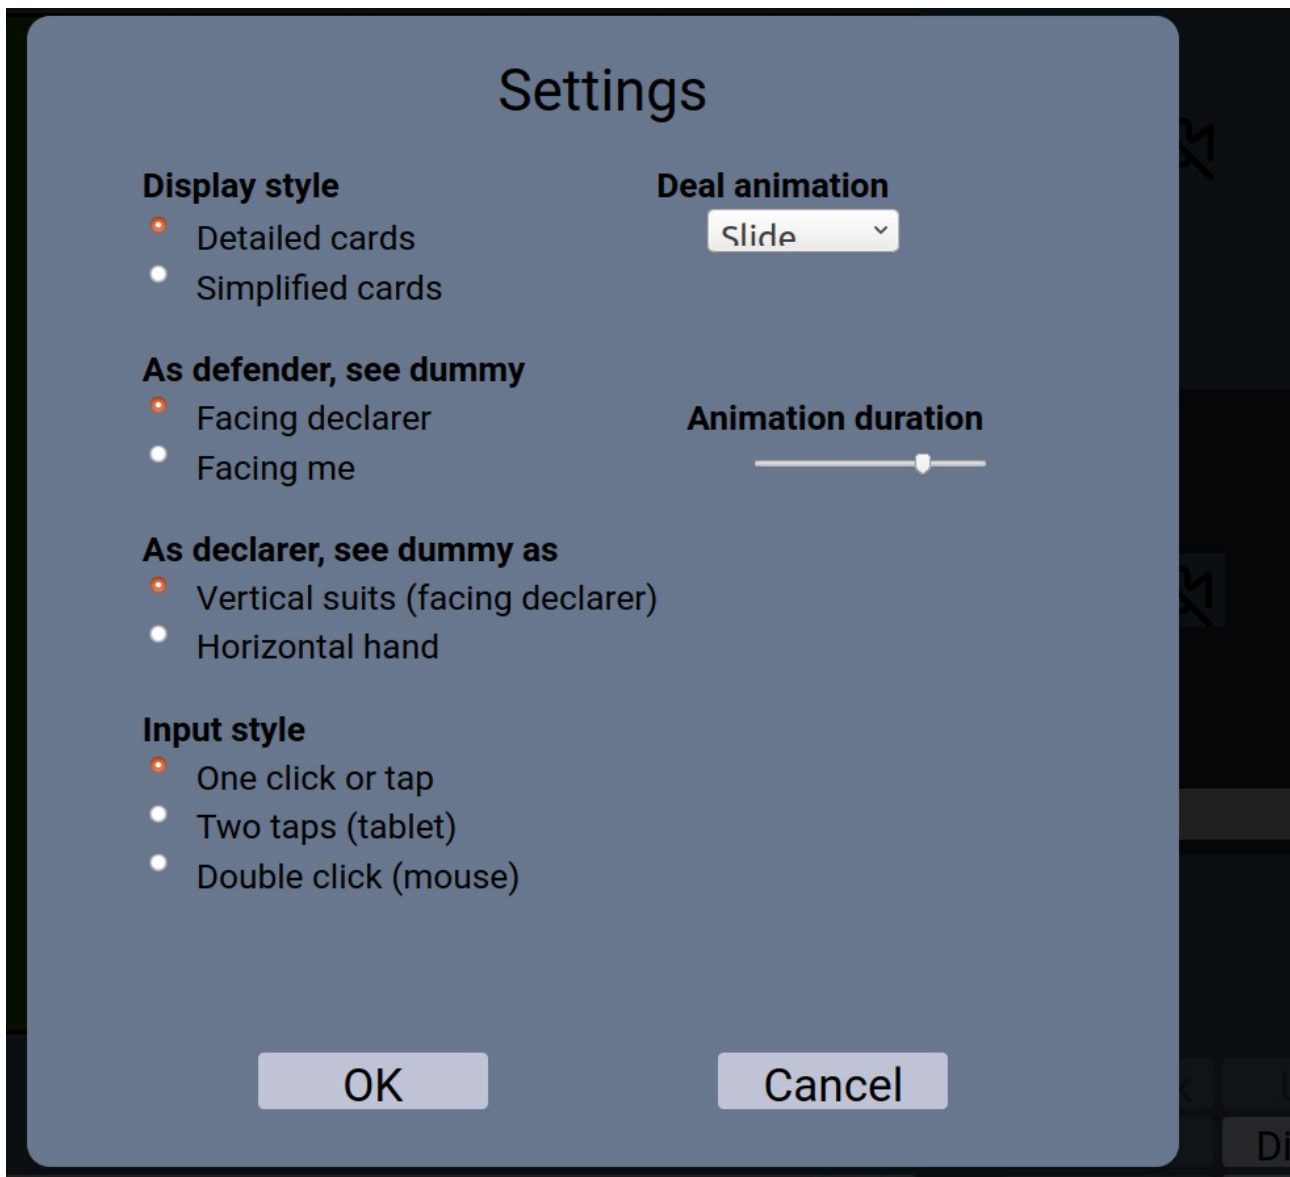 Settings
Display style
Detailed cards
Simplified cards
Deal animation
Slide
As defender, see dummy
Facing declarer
Facing me
Animation duration
As declarer, see dummy as
Vertical suits (facing declarer)
Horizontal hand
Input style
One click or tap
Two taps (tablet)
Double click (mouse)
OK
Cancel